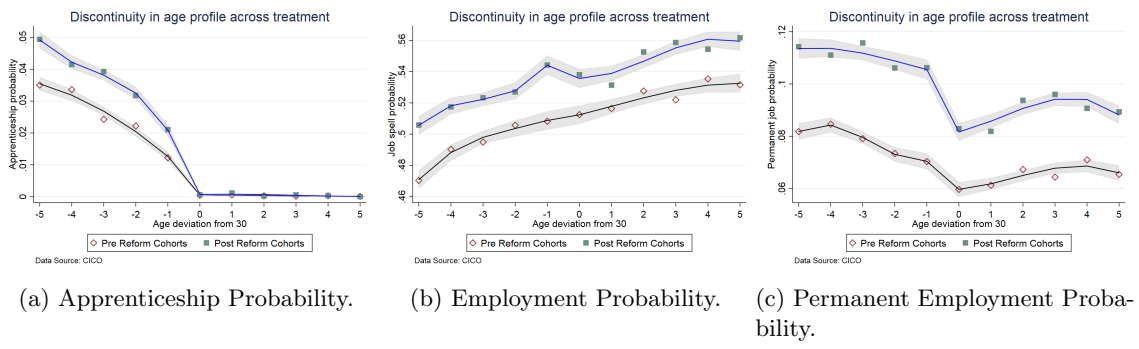 Discontinuity in age profile across treatment
Apprenticeship probability
.05
.04
.03
.02
.01
0
-5 -4 -3 -2 -1 0 1 2 3 4 5
Age deviation from 30
Pre Reform Cohorts Post Reform Cohorts
Data Source: CICO
(a) Apprenticeship Probability.
Discontinuity in age profile across treatment
Job spell probability
.56
.54
.52
.5
.48
.46
-5 -4 -3 -2 -1 0 1 2 3 4 5
Age deviation from 30
Pre Reform Cohorts Post Reform Cohorts
Data Source: CICO
(b) Employment Probability.
Discontinuity in age profile across treatment
Permanent job probability
.12
.1
.08
.06
-5 -4 -3 -2 -1 0 1 2 3 4 5
Age deviation from 30
Pre Reform Cohorts Post Reform Cohorts
Data Source: CICO
(c) Permanent Employment Proba-
bility.